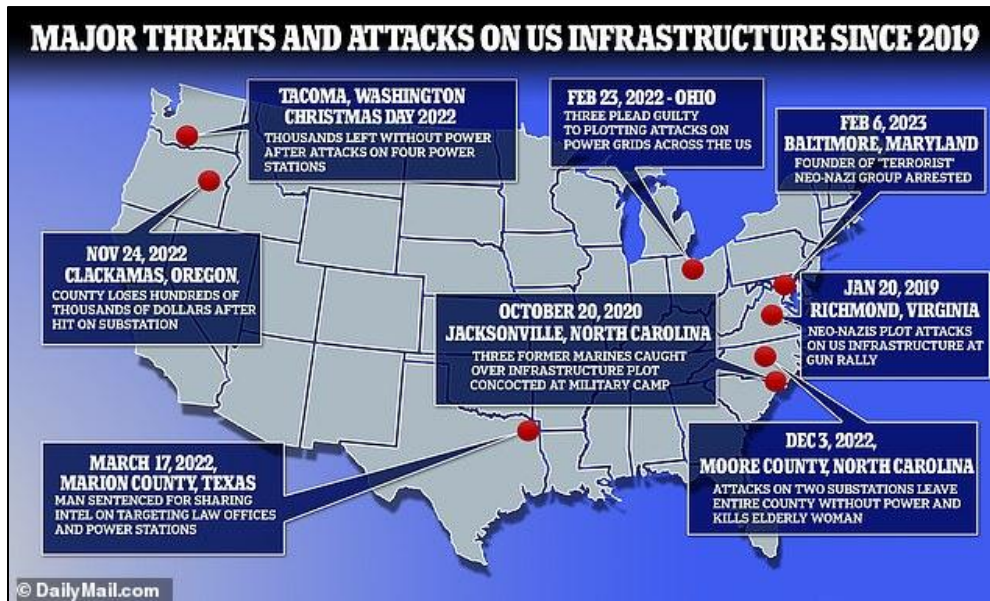 MAJOR THREATS AND ATTACKS ON US INFRASTRUCTURE SINCE 2019
TACOMA, WASHINGTON
CHRISTMAS DAY 2022
THOUSANDS LEFT WITHOUT POWER
AFTER ATTACKS ON FOUR POWER
STATIONS
FEB 23, 2022 - OHIO
THREE PLEAD GUILTY
TO PLOTTING ATTACKS ON
POWER GRIDS ACROSS THE US
FEB 6, 2023
BALTIMORE, MARYLAND
FOUNDER OF 'TERRORIST'
NEO-NAZI GROUP ARRESTED
NOV 24, 2022
CLACKAMAS, OREGON,
COUNTY LOSES HUNDREDS OF
THOUSANDS OF DOLLARS AFTER
HIT ON SUBSTATION
OCTOBER 20, 2020
JACKSONVILLE, NORTH CAROLINA
THREE FORMER MARINES CAUGHT
OVER INFRASTRUCTURE PLOT
CONCOCTED AT MILITARY CAMP
JAN 20, 2019
RICHMOND, VIRGINIA
NEO-NAZIS PLOT ATTACKS
ON US INFRASTRUCTURE AT
GUN RALLY
MARCH 17, 2022,
MARION COUNTY, TEXAS
MAN SENTENCED FOR SHARING
INTEL ON TARGETING LAW OFFICES
AND POWER STATIONS
DEC 3, 2022,
MOORE COUNTY, NORTH CAROLINA
ATTACKS ON TWO SUBSTATIONS LEAVE
ENTIRE COUNTY WITHOUT POWER AND
KILLS ELDERLY WOMAN
© DailyMail.com